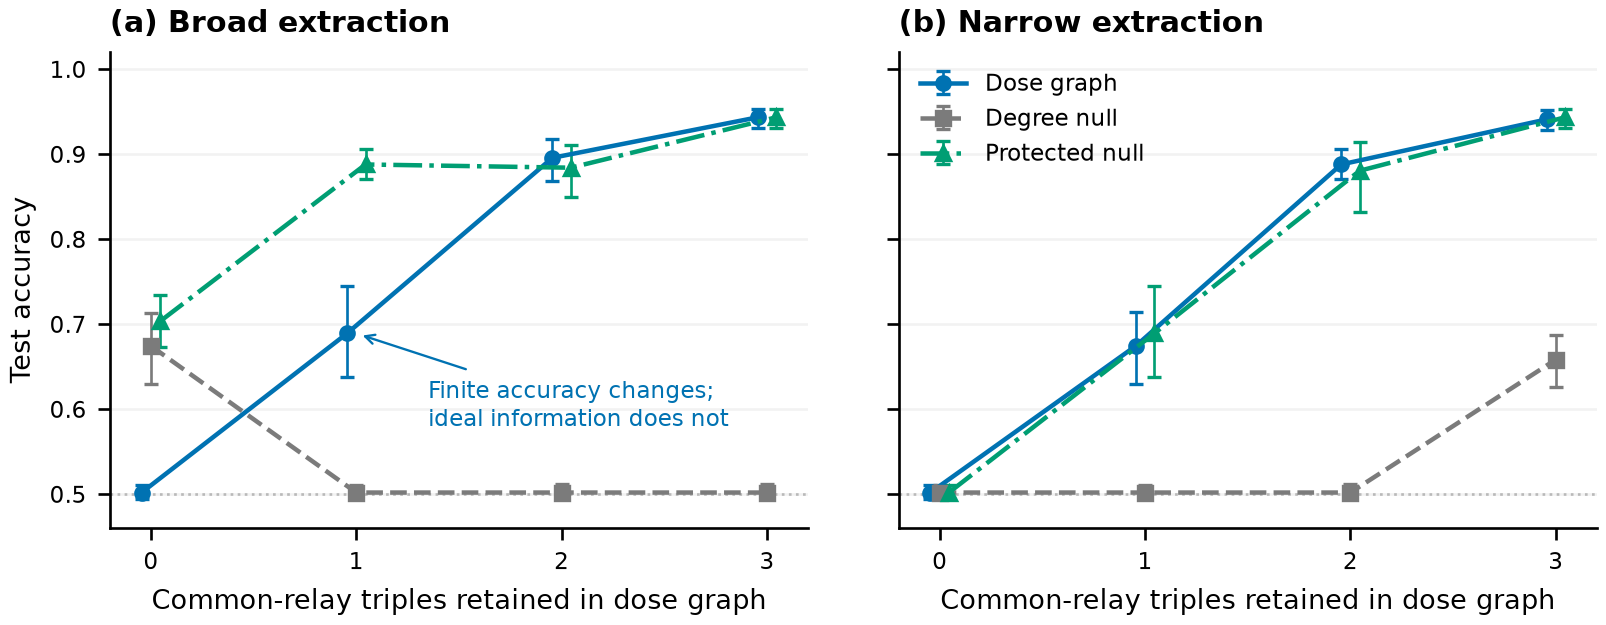 (a) Broad extraction
Test accuracy
1.0
0.9
0.8
0.7
0.6
0.5
Finite accuracy changes;
ideal information does not
0 1 2 3
Common-relay triples retained in dose graph
(b) Narrow extraction
Dose graph
Degree null
Protected null
0 1 2 3
Common-relay triples retained in dose graph